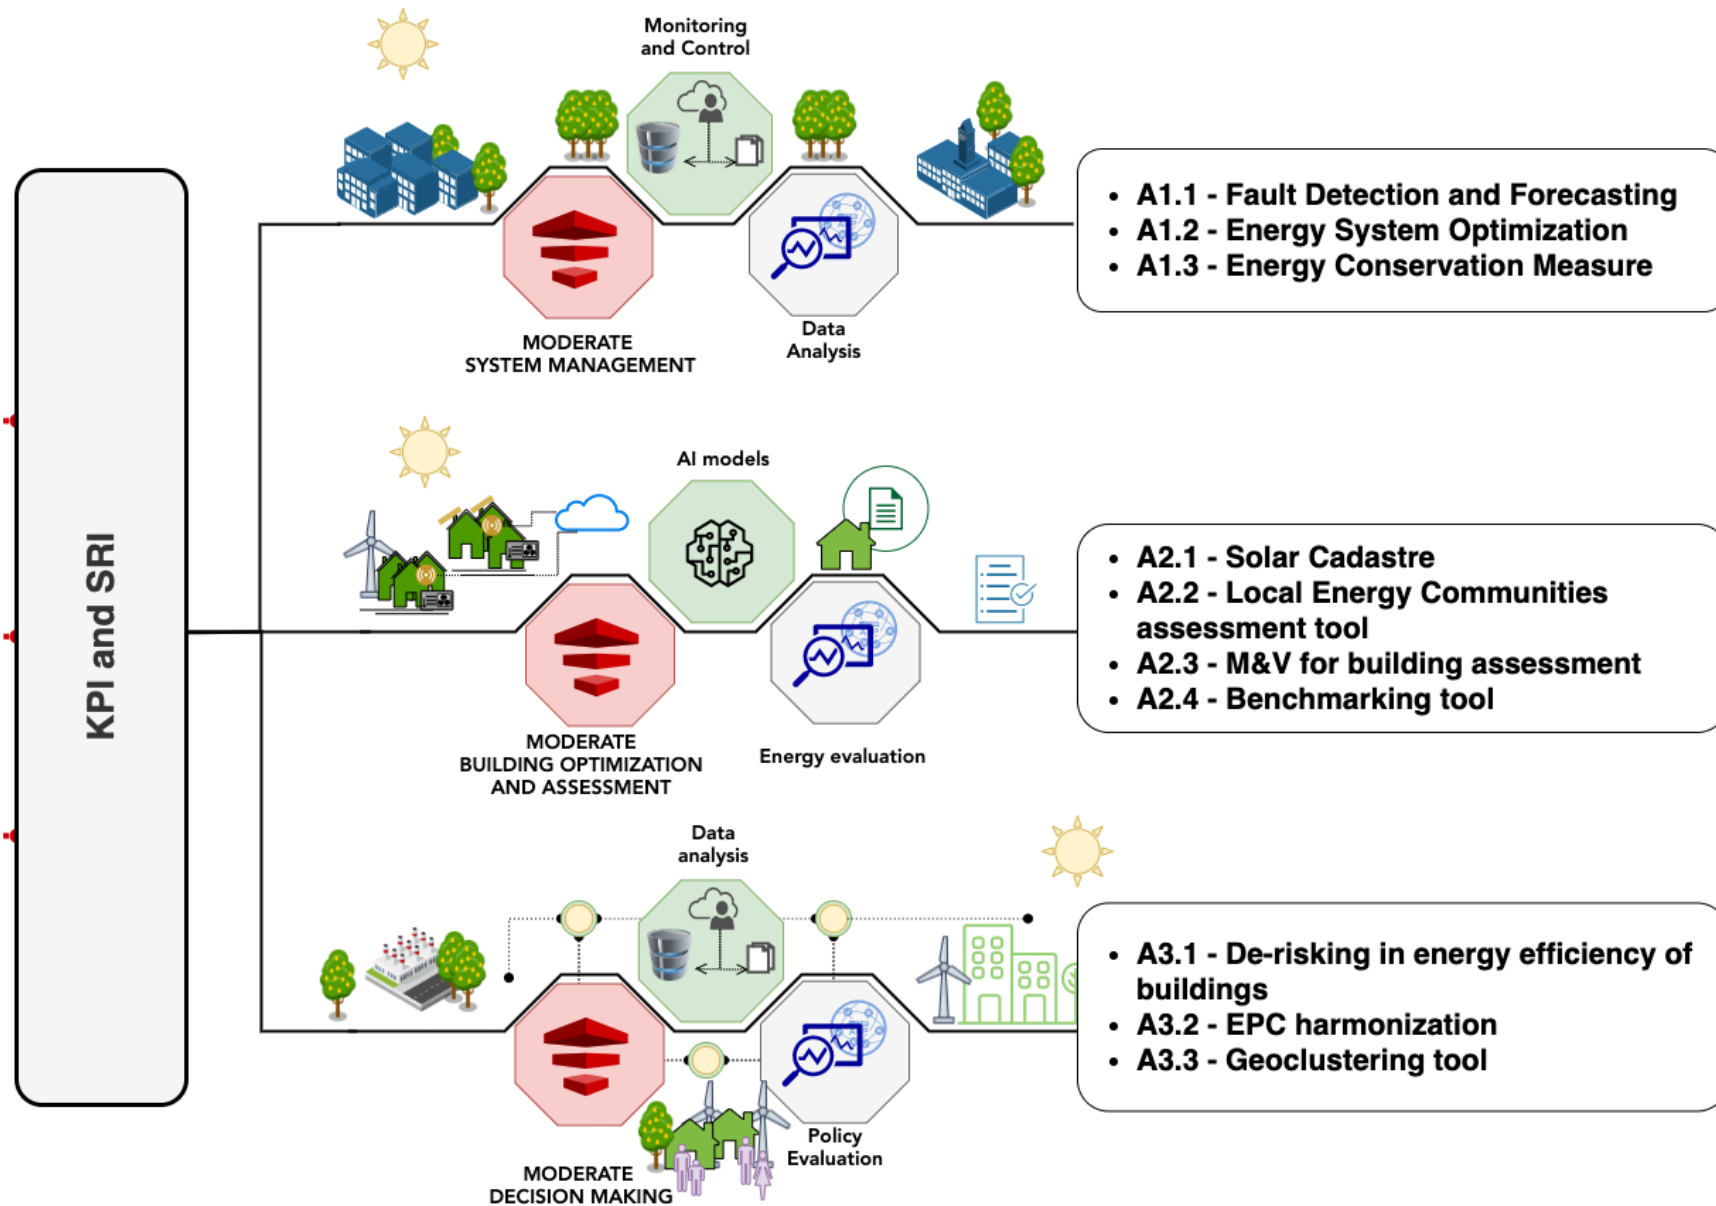 KPI and SRI
Monitoring
and Control
MODERATE
SYSTEM MANAGEMENT
Data
Analysis
• A1.1 - Fault Detection and Forecasting
• A1.2 - Energy System Optimization
• A1.3 - Energy Conservation Measure
AI models
MODERATE
BUILDING OPTIMIZATION
AND ASSESSMENT
Energy evaluation
• A2.1 - Solar Cadastre
• A2.2 - Local Energy Communities
assessment tool
• A2.3 - M&V for building assessment
• A2.4 - Benchmarking tool
Data
analysis
MODERATE
DECISION MAKING
Policy
Evaluation
• A3.1 - De-risking in energy efficiency of
buildings
• A3.2 - EPC harmonization
• A3.3 - Geoclustering tool